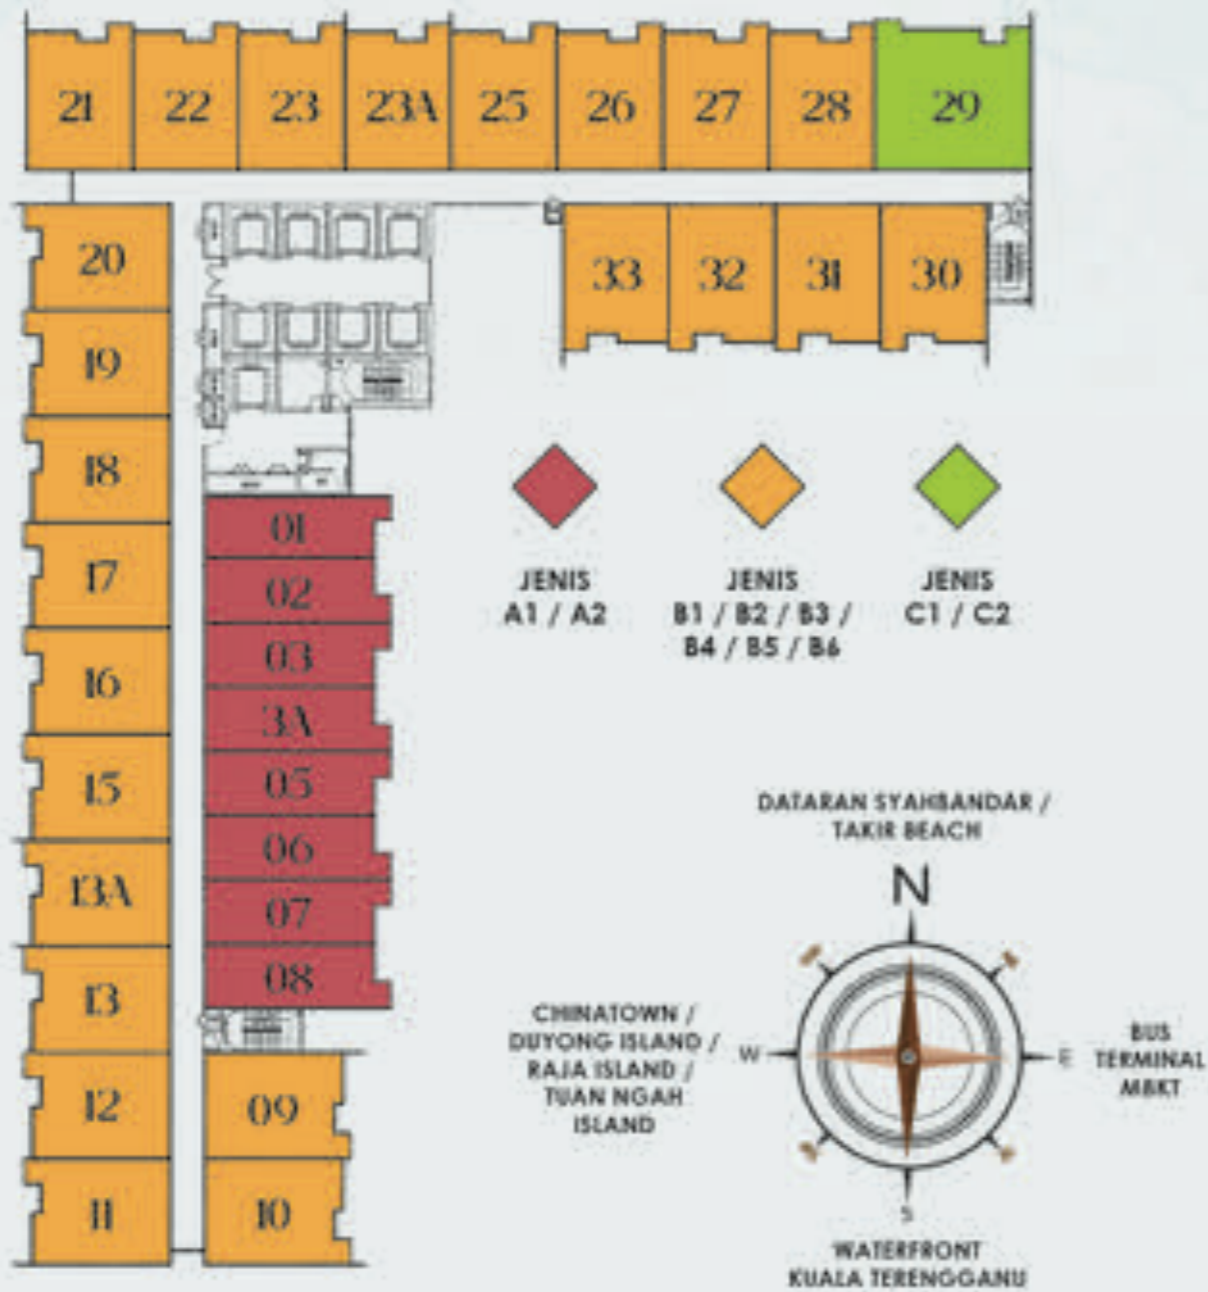 21 22 23 23A 25 26 27 28 29
20
33 32 31 30
19
18
01
17
02
JENIS
A1 / A2
JENIS
B1 / B2 / B3 /
B4 / B5 / B6
JENIS
C1 / C2
03
16
3A
15
05
06
13A
07
13
08
12
09
11
10
DATARAN SYAHBANDAR /
TAKIR BEACH
N
CHINATOWN /
DUYONG ISLAND /
RAJA ISLAND /
TUAN NGAH
ISLAND
W
E
BUS
TERMINAL
MBKT
S
WATERFRONT
KUALA TERENGGANU